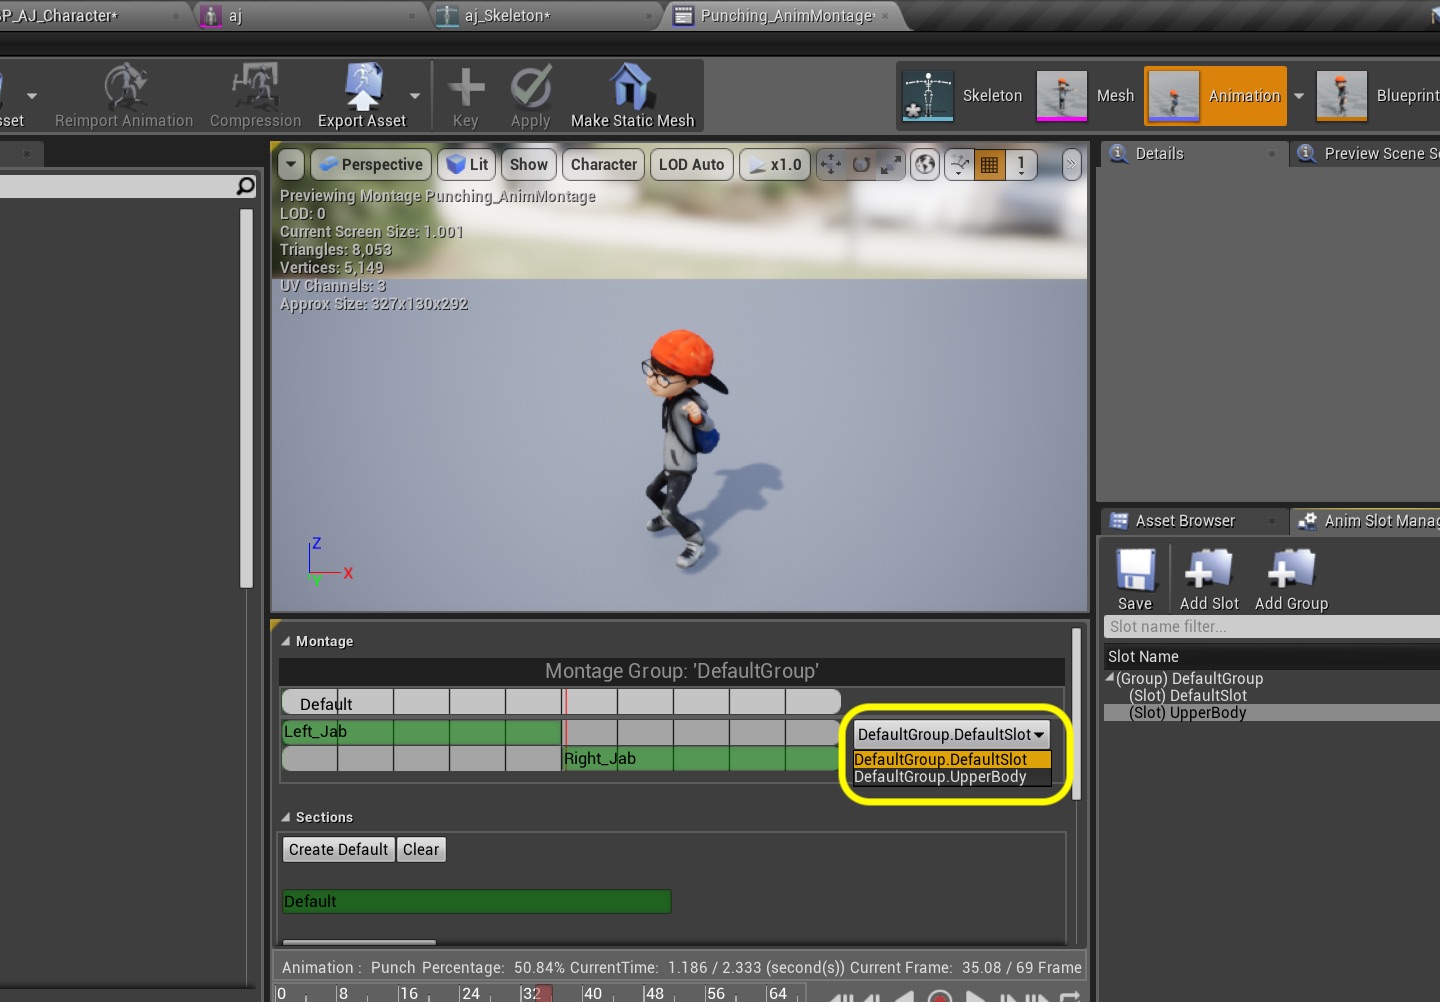 BP_AJ_Character*
aj
aj_Skeleton*
Punching_AnimMontage*
Reimport Animation
Compression
Export Asset
Key
Apply
Make Static Mesh
Skeleton
Mesh
Animation
Blueprint
Perspective
Lit
Show
Character
LOD Auto
x1.0
1
Details
Preview Scene
Previewing Montage Punching_AnimMontage
LOD: 0
Current Screen Size: 1.001
Triangles: 8,053
Vertices: 5,149
UV Channels: 3
Approx Size: 327x130x292
Z
X
Y
Asset Browser
Anim Slot Manag
Save
Add Slot
Add Group
Slot name filter...
Slot Name
(Group) DefaultGroup
(Slot) DefaultSlot
(Slot) UpperBody
Montage
Montage Group: 'DefaultGroup'
Default
Left_Jab
Right_Jab
DefaultGroup.DefaultSlot
DefaultGroup.DefaultSlot
DefaultGroup.UpperBody
Sections
Create Default
Clear
Default
Animation : Punch Percentage: 50.84% CurrentTime: 1.186 / 2.333 (second(s)) Current Frame: 35.08 / 69 Frame
0 8 16 24 32 40 48 56 64